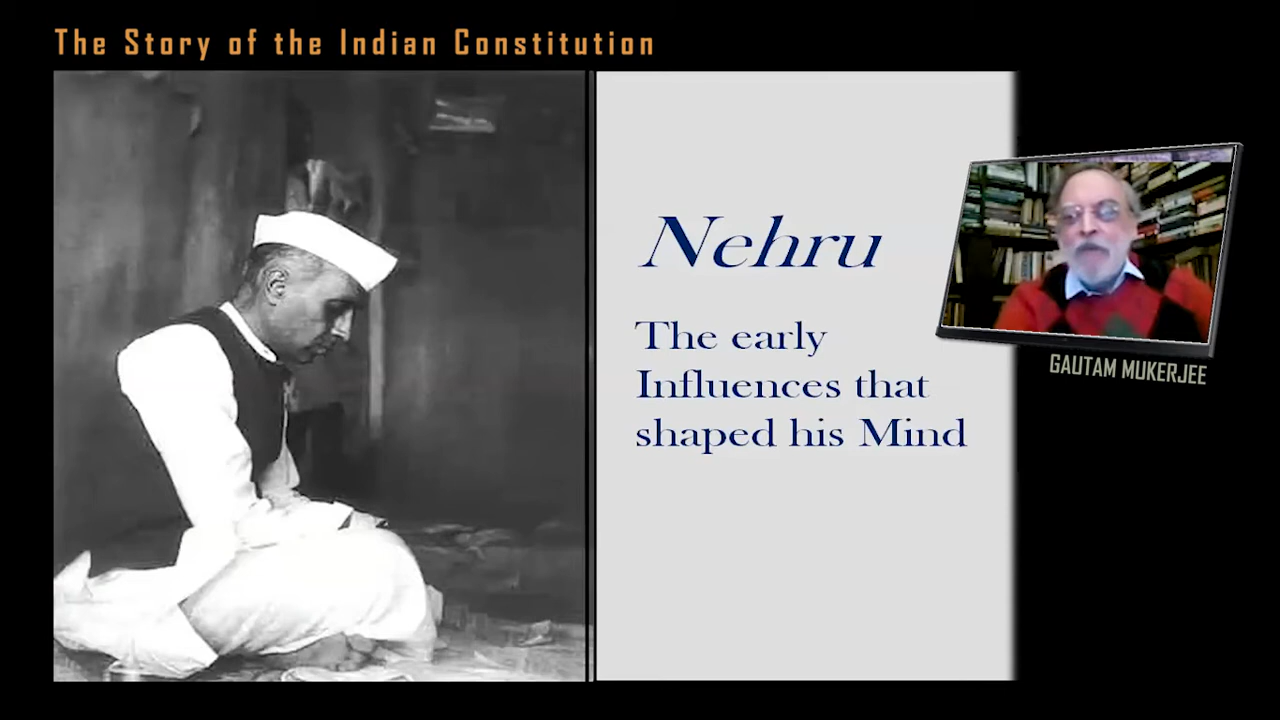 The Story of the Indian Constitution
Nehru
The early
Influences that
shaped his Mind
GAUTAM MUKERJEE